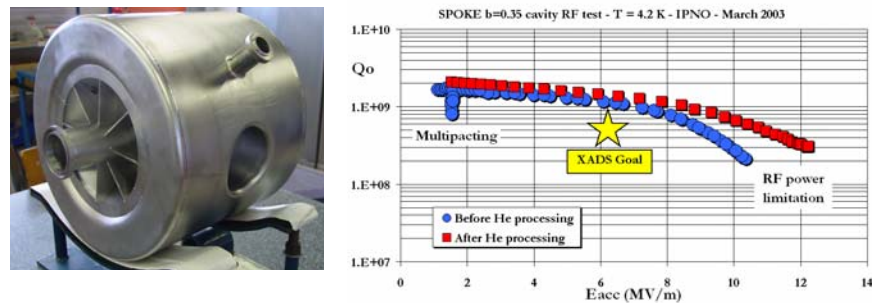 SPOKE b=0.35 cavity RF test - T = 4.2 K - IPNO - March 2003
1.E+10
Qo
1.E+09
Multipacting
XADS Goal
1.E+08
RF power
limitation
Before He processing
After He processing
1.E+07
0 2 4 6 8 10 12 14
Eacc (MV/m)